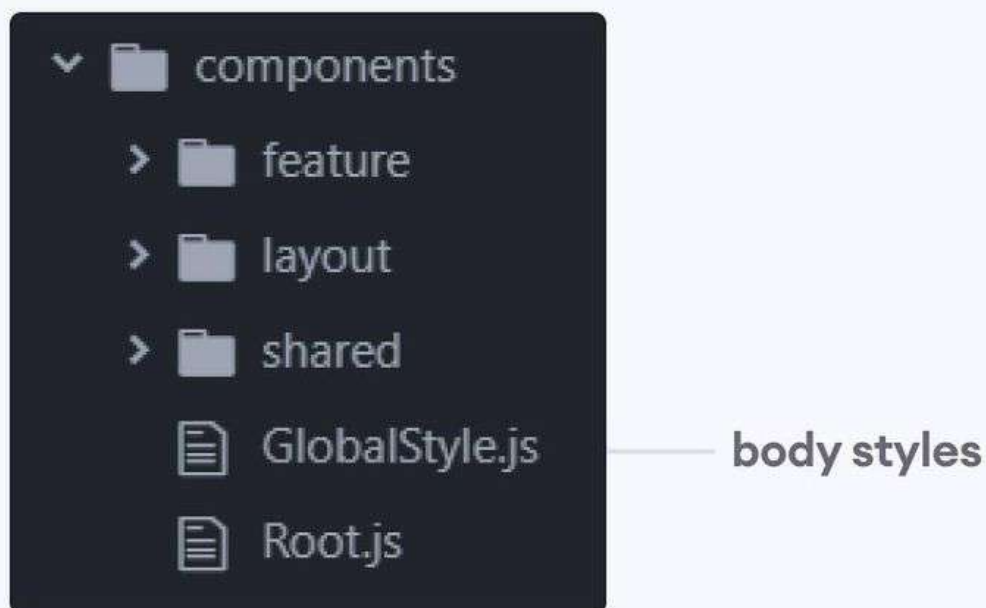 components
feature
layout
shared
GlobalStyle.js
body styles
Root.js